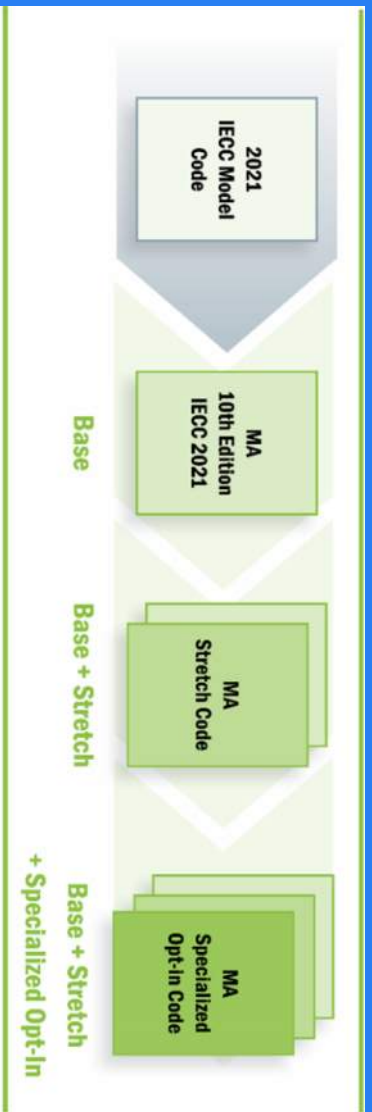 2021
IECC Model
Code
MA
10th Edition
IECC 2021
Base
MA
Stretch Code
Base + Stretch
MA
Specialized
Opt-In Code
Base + Stretch
+ Specialized Opt-In